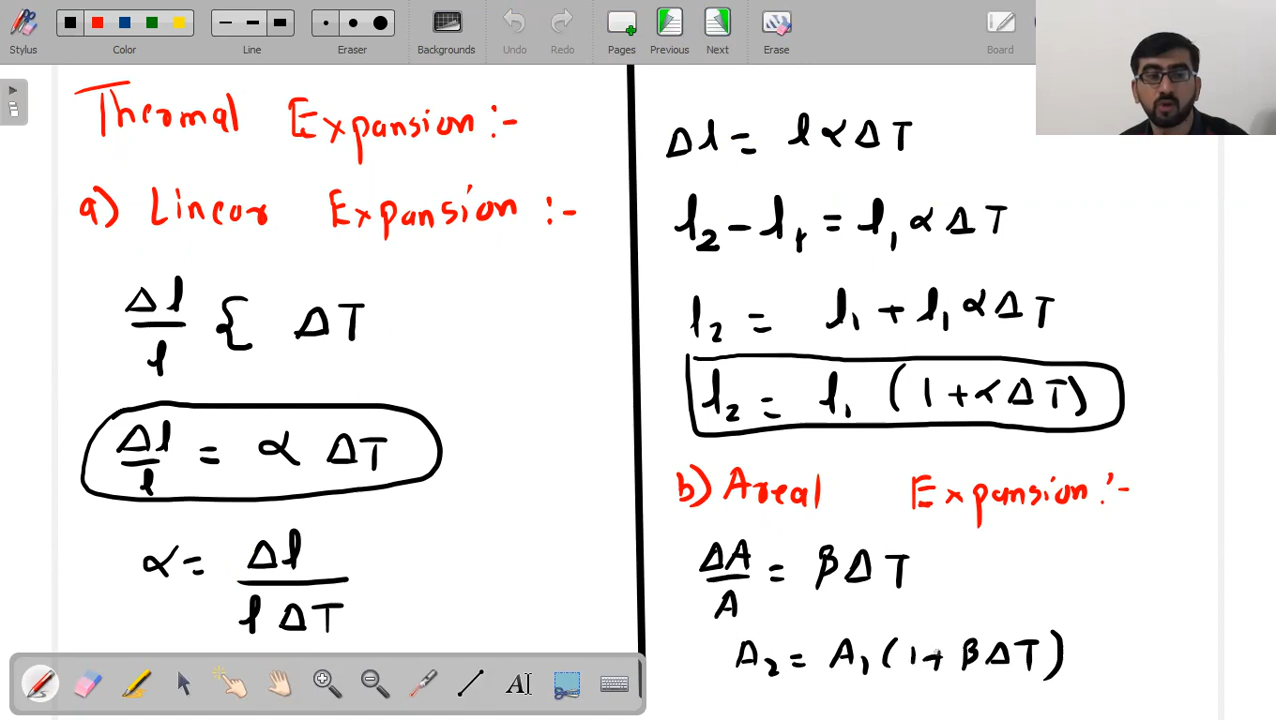 Stylus Color Line Eraser Backgrounds Undo Redo Pages Previous Next Erase Board
Thermal Expansion :-
a) Linear Expansion :-
Δl/l { ΔT
Δl/l = α ΔT
α = Δl / l ΔT
Δl = l α ΔT
l₂ - l₁ = l₁ α ΔT
l₂ = l₁ + l₁ α ΔT
l₂ = l₁ (1 + α ΔT)
b) Areal Expansion :-
ΔA/A = β Δ T
A₂ = A₁ (1 + β ΔT)
AI